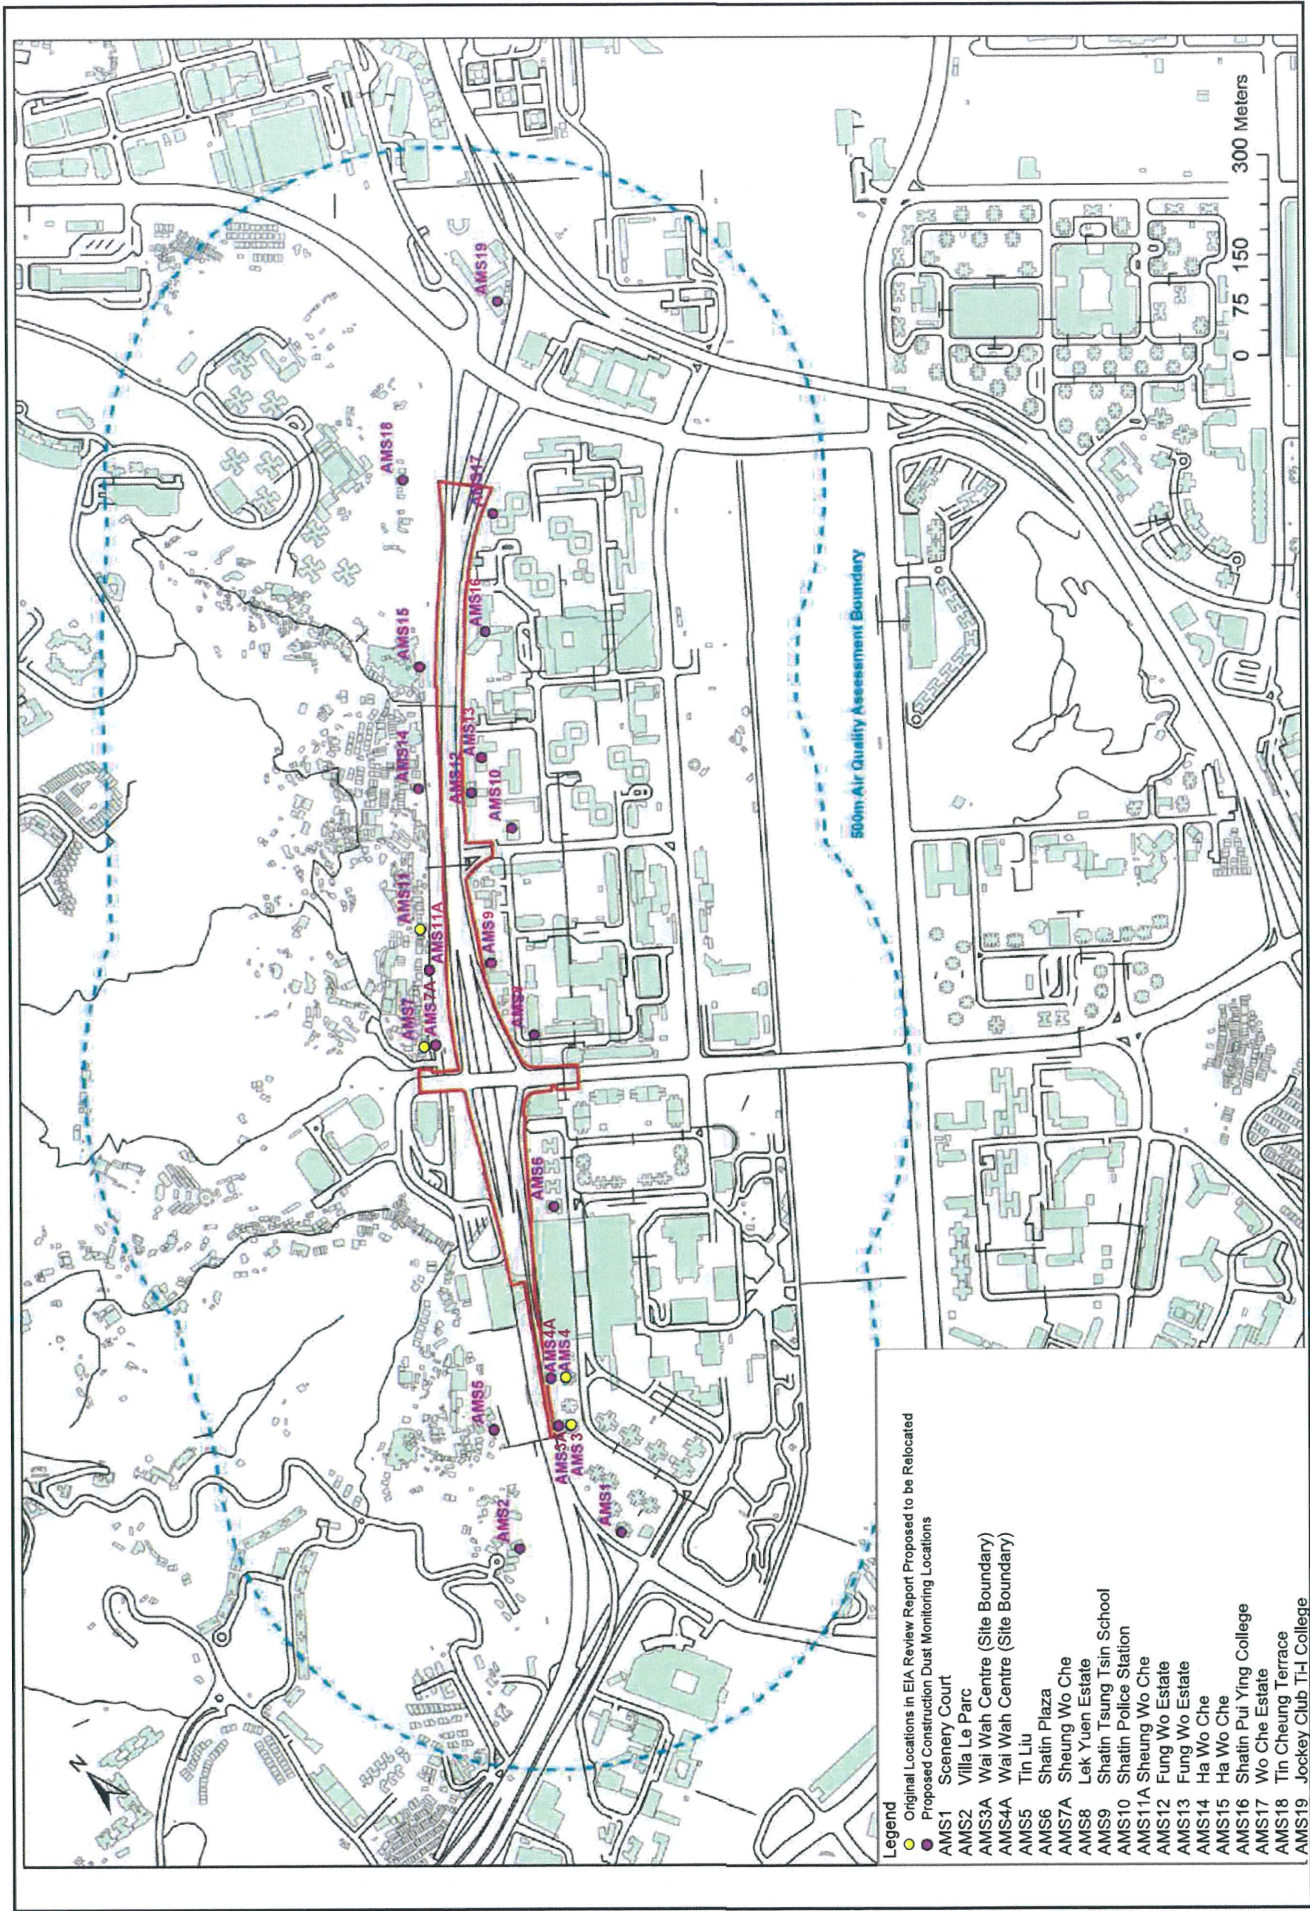 AMS19
AMS18
AMS17
AMS16
AMS15
AMS14
AMS13
AMS12
AMS10
AMS11
AMS11A
AMS9
AMS7
AMS7A
AMS8
AMS6
AMS4A
AMS4
AMS5
AMS3A
AMS3
AMS2
AMS1
500m Air Quality Assessment Boundary
0 75 150 300 Meters
N
Legend
Original Locations in EIA Review Report Proposed to be Relocated
Proposed Construction Dust Monitoring Locations
AMS1 Scenery Court
AMS2 Villa Le Parc
AMS3A Wai Wah Centre (Site Boundary)
AMS4A Wai Wah Centre (Site Boundary)
AMS5 Tin Liu
AMS6 Shatin Plaza
AMS7A Sheung Wo Che
AMS8 Lek Yuen Estate
AMS9 Shatin Tsung Tsin School
AMS10 Shatin Police Station
AMS11A Sheung Wo Che
AMS12 Fung Wo Estate
AMS13 Fung Wo Estate
AMS14 Ha Wo Che
AMS15 Ha Wo Che
AMS16 Shatin Pui Ying College
AMS17 Wo Che Estate
AMS18 Tin Cheung Terrace
AMS19 Jockey Club Ti-I College